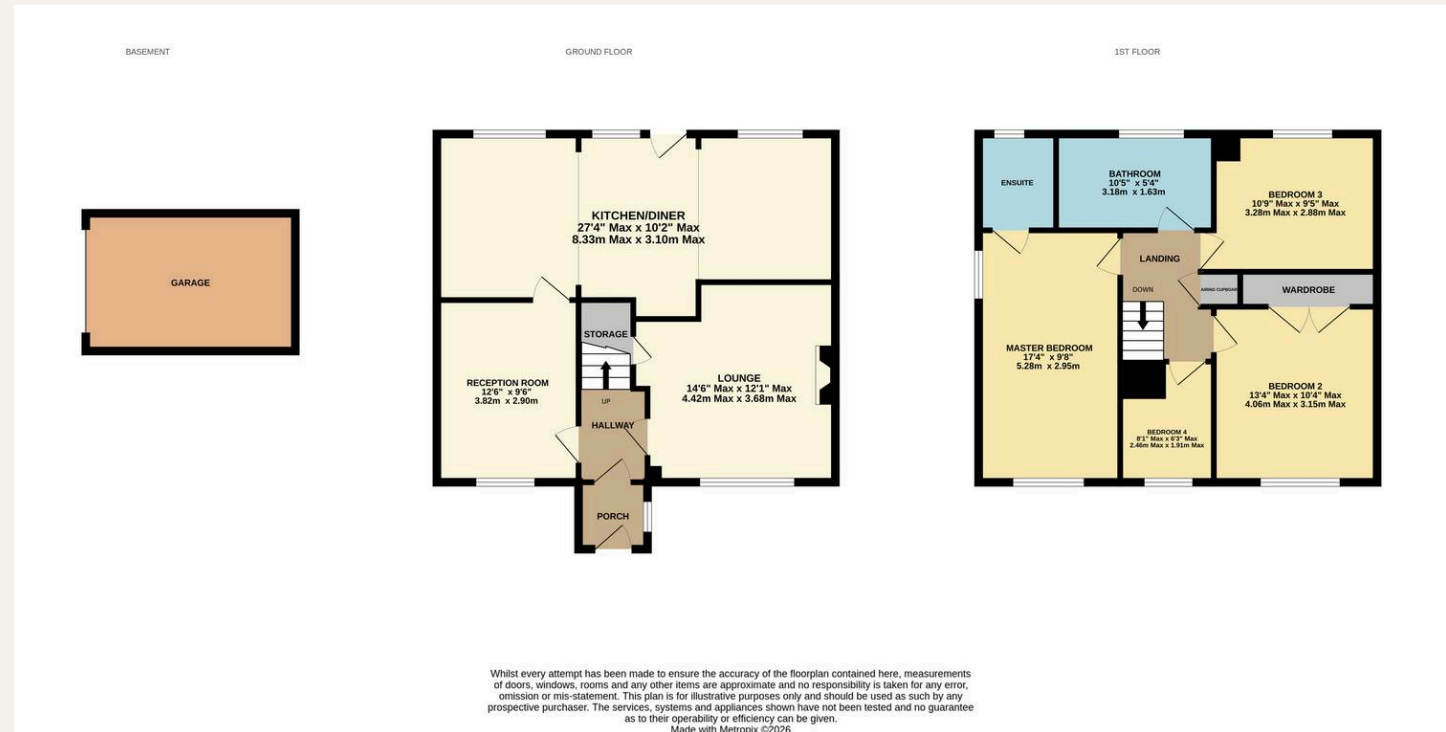 BASEMENT
GARAGE
GROUND FLOOR
KITCHEN/DINER
27'4" Max x 10'2" Max
8.33m Max x 3.10m Max
STORAGE
RECEPTION ROOM
12'6" x 9'6"
3.82m x 2.90m
UP
HALLWAY
LOUNGE
14'6" Max x 12'1" Max
4.42m Max x 3.68m Max
PORCH
1ST FLOOR
ENSUITE
BATHROOM
10'5" x 5'4"
3.18m x 1.63m
BEDROOM 3
10'9" Max x 9'5" Max
3.28m Max x 2.88m Max
LANDING
DOWN
AIRING CUPBOARD
WARDROBE
MASTER BEDROOM
17'4" x 9'8"
5.28m x 2.95m
BEDROOM 2
13'4" Max x 10'4" Max
4.06m Max x 3.15m Max
BEDROOM 4
8'1" Max x 6'3" Max
2.46m Max x 1.91m Max
Whilst every attempt has been made to ensure the accuracy of the floorplan contained here, measurements
of doors, windows, rooms and any other items are approximate and no responsibility is taken for any error,
omission or mis-statement. This plan is for illustrative purposes only and should be used as such by any
prospective purchaser. The services, systems and appliances shown have not been tested and no guarantee
as to their operability or efficiency can be given.
Made with Metropix ©2026